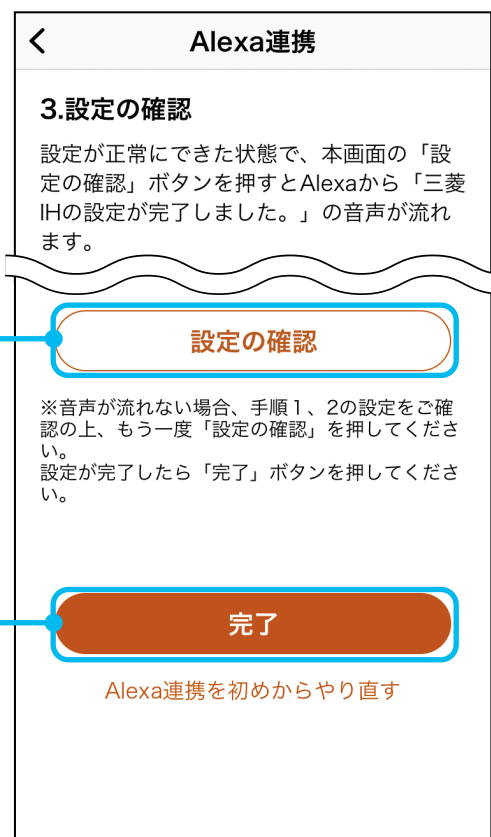 Alexa連携
3.設定の確認
設定が正常にできた状態で、本画面の「設
定の確認」ボタンを押すとAlexaから「三菱
IHの設定が完了しました。」の音声が流れ
ます。
設定の確認
※音声が流れない場合、手順１、2の設定をご確
認の上、もう一度「設定の確認」を押してくださ
い。
設定が完了したら「完了」ボタンを押してくださ
い。
完了
Alexa連携を初めからやり直す